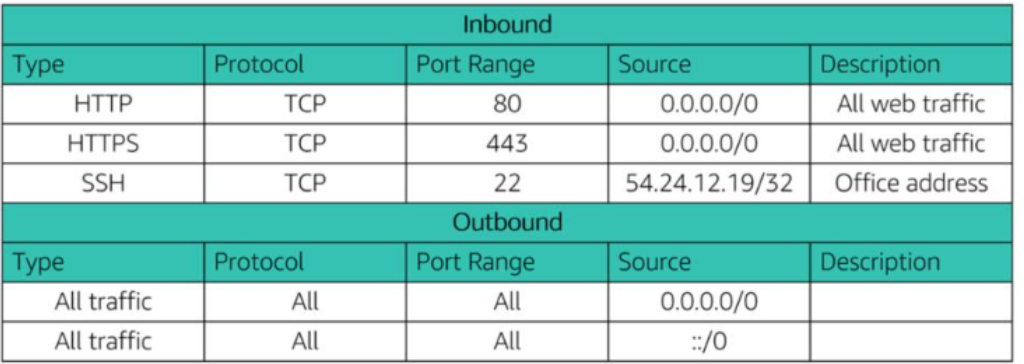 Inbound
Type Protocol Port Range Source Description
HTTP TCP 80 0.0.0.0/0 All web traffic
HTTPS TCP 443 0.0.0.0/0 All web traffic
SSH TCP 22 54.24.12.19/32 Office address
Outbound
Type Protocol Port Range Source Description
All traffic All All 0.0.0.0/0
All traffic All All ::/0